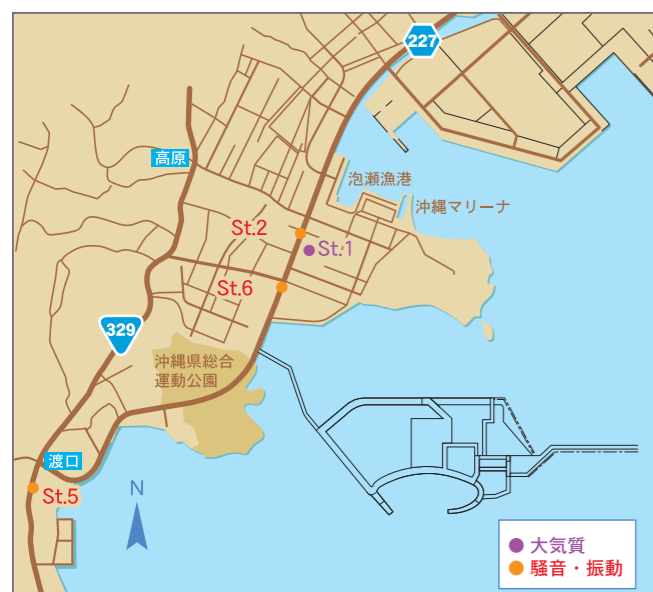 227
高原
泡瀬漁港
沖縄マリーナ
St.2
St.1
St.6
329
沖縄県総合
運動公園
渡口
St.5
N
大気質
騒音・振動